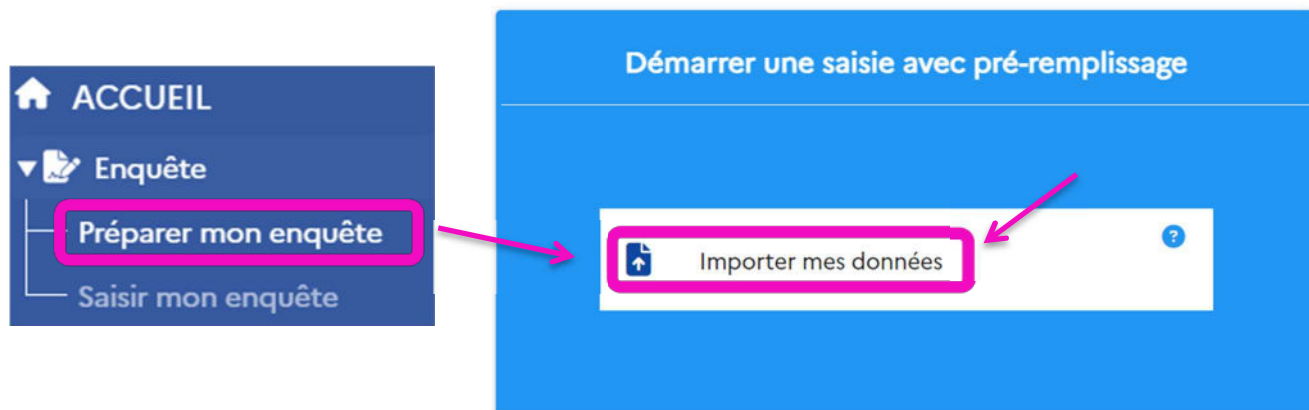 ACCUEIL
Enquête
Préparer mon enquête
Saisir mon enquête
Démarrer une saisie avec pré-remplissage
Importer mes données
?